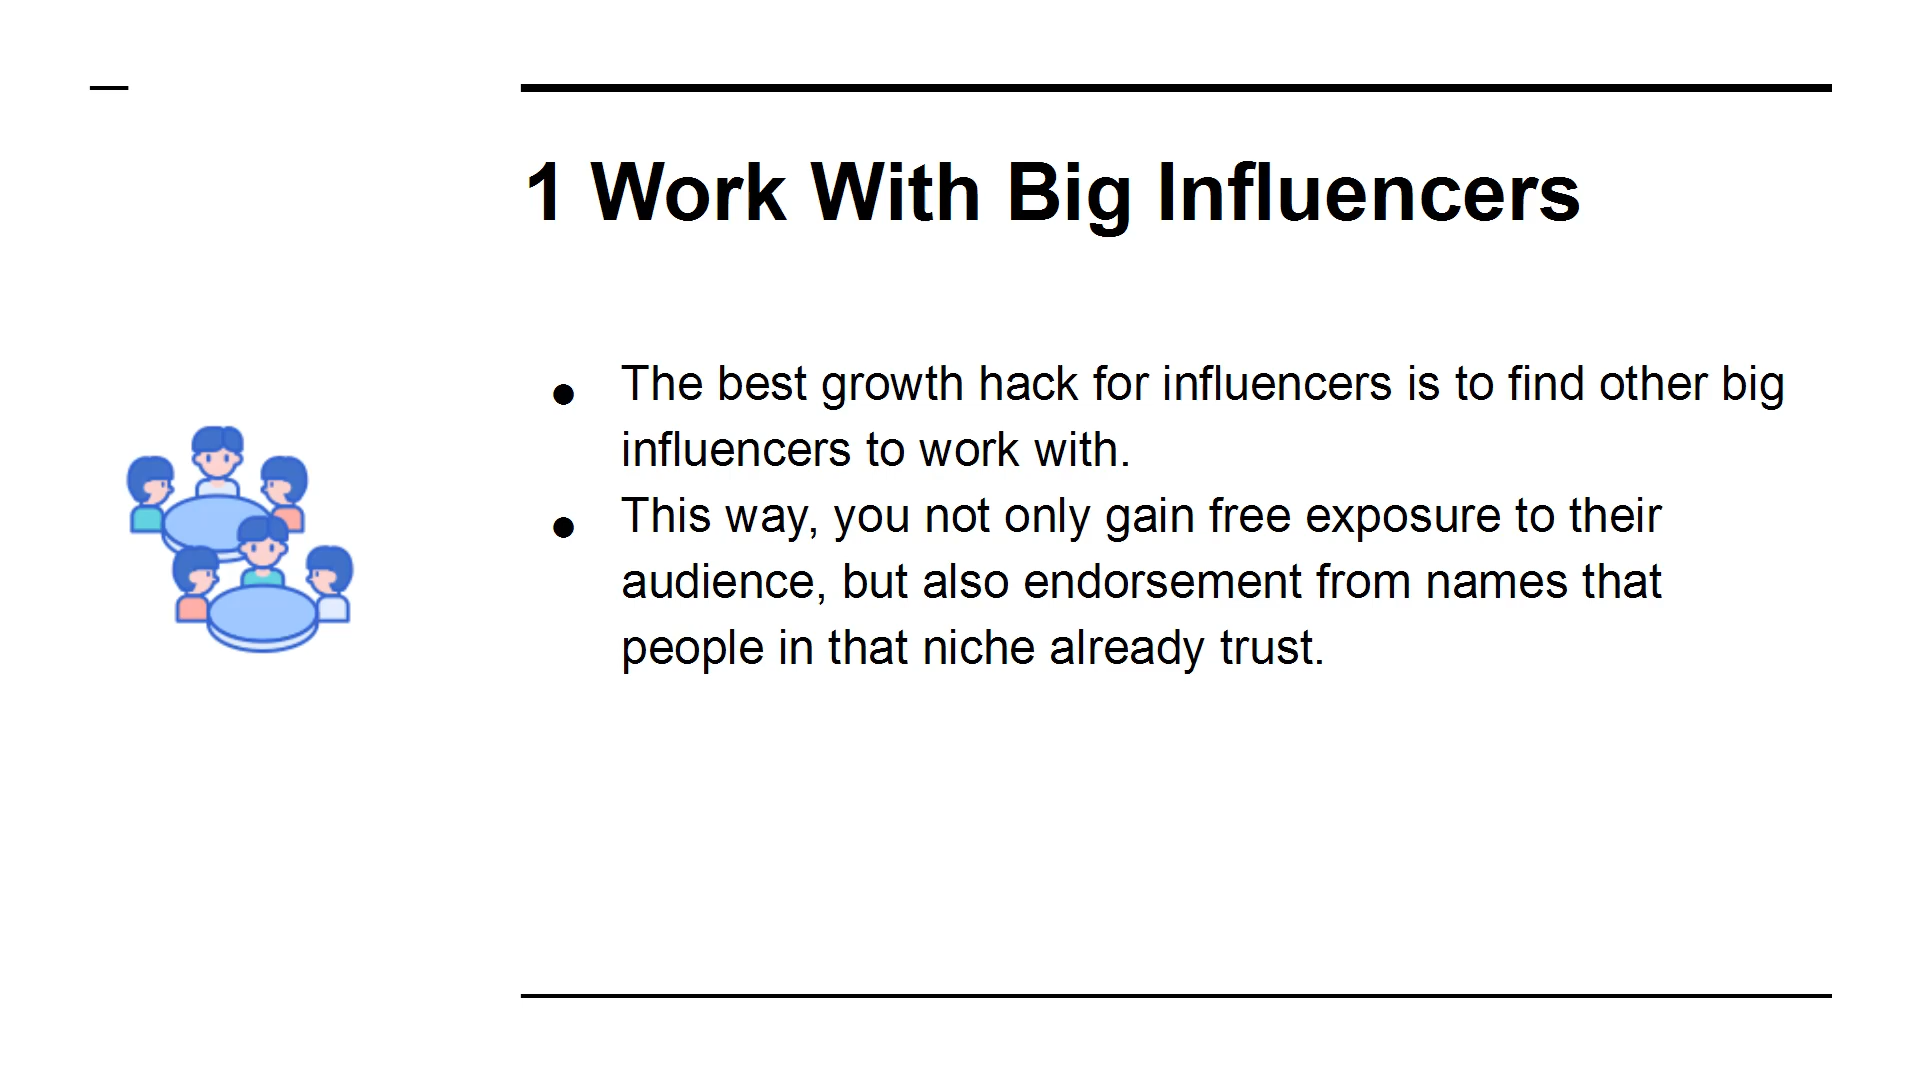 1 Work With Big Influencers
● The best growth hack for influencers is to find other big
influencers to work with.
● This way, you not only gain free exposure to their
audience, but also endorsement from names that
people in that niche already trust.